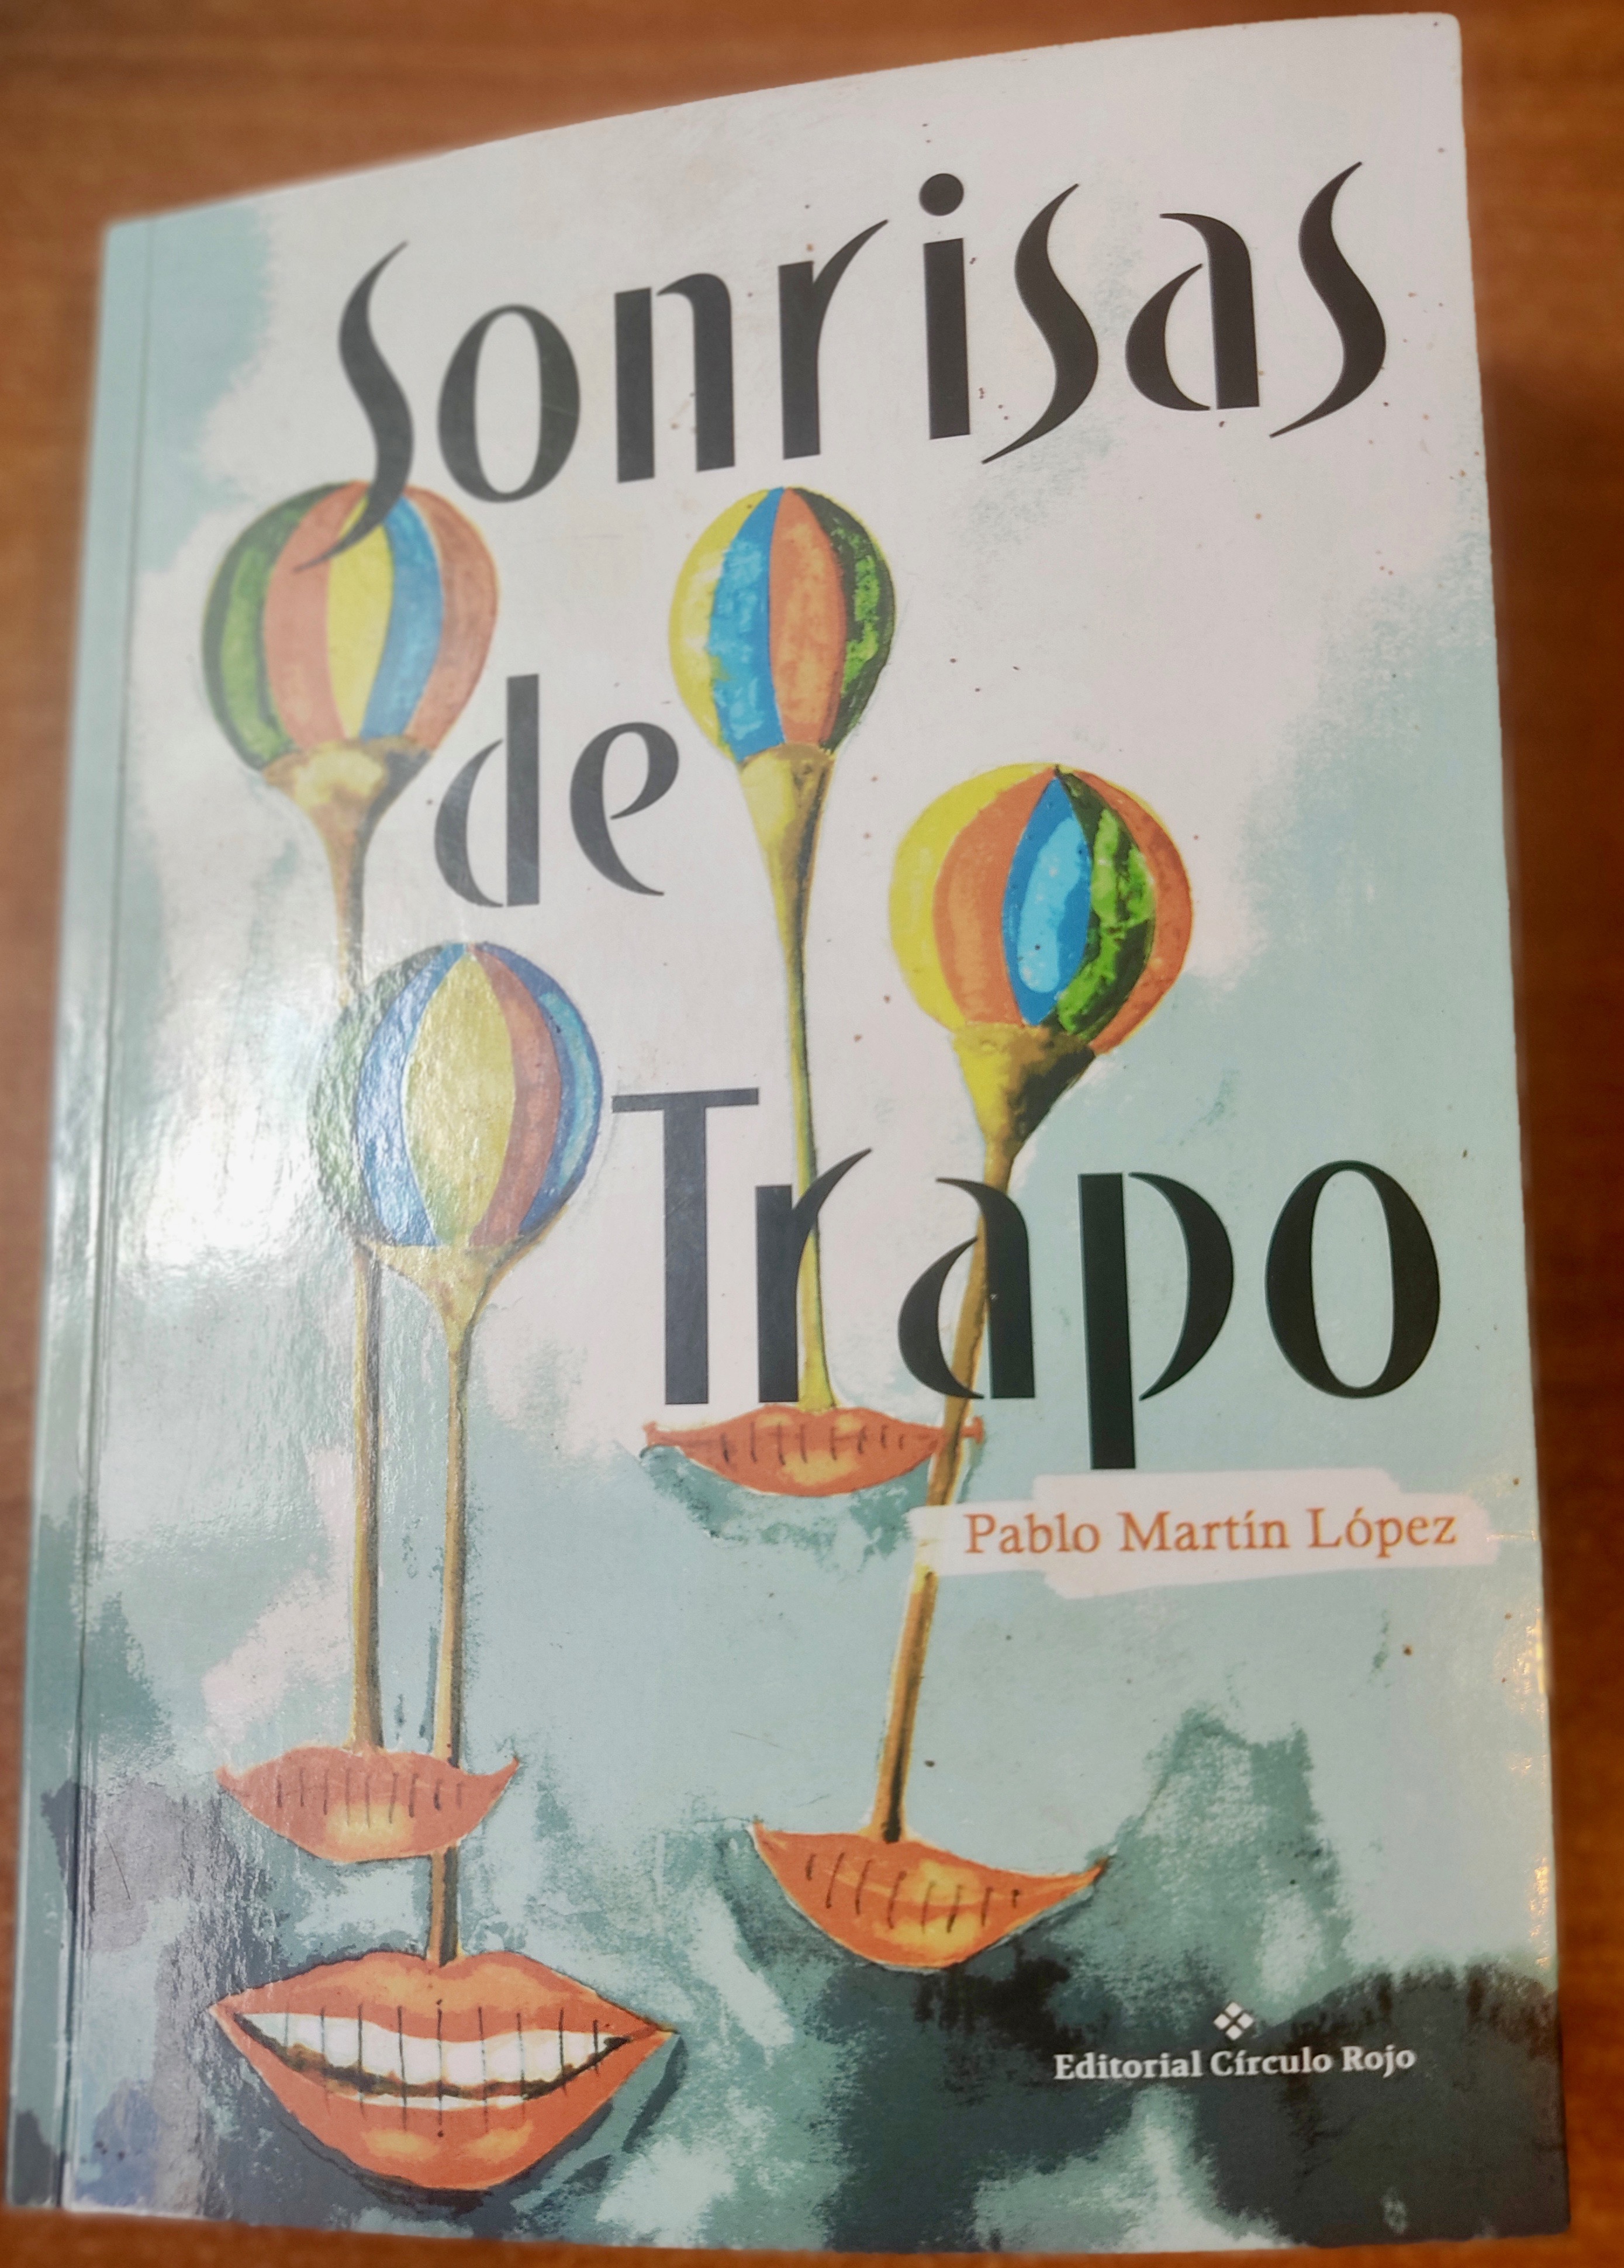 Sonrisas
de
Trapo
Pablo Martín López
Editorial Círculo Rojo